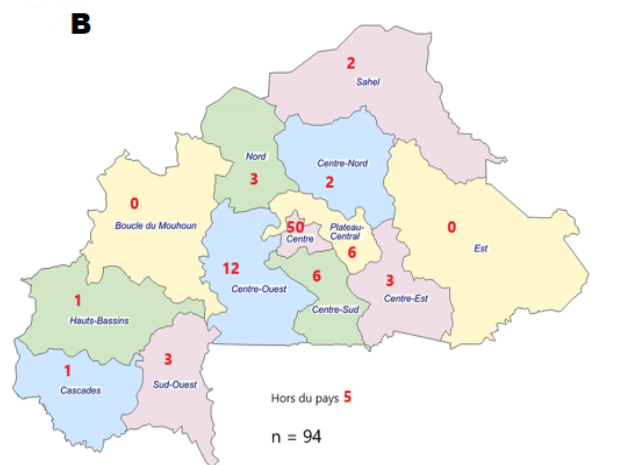 B
2
Sahel
Nord
3
Centre-Nord
2
0
Boucle du Mouhoun
50
Centre
Plateau-
Central
6
0
Est
12
Centre-Ouest
6
Centre-Sud
3
Centre-Est
1
Hauts-Bassins
1
Cascades
3
Sud-Ouest
Hors du pays 5
n = 94